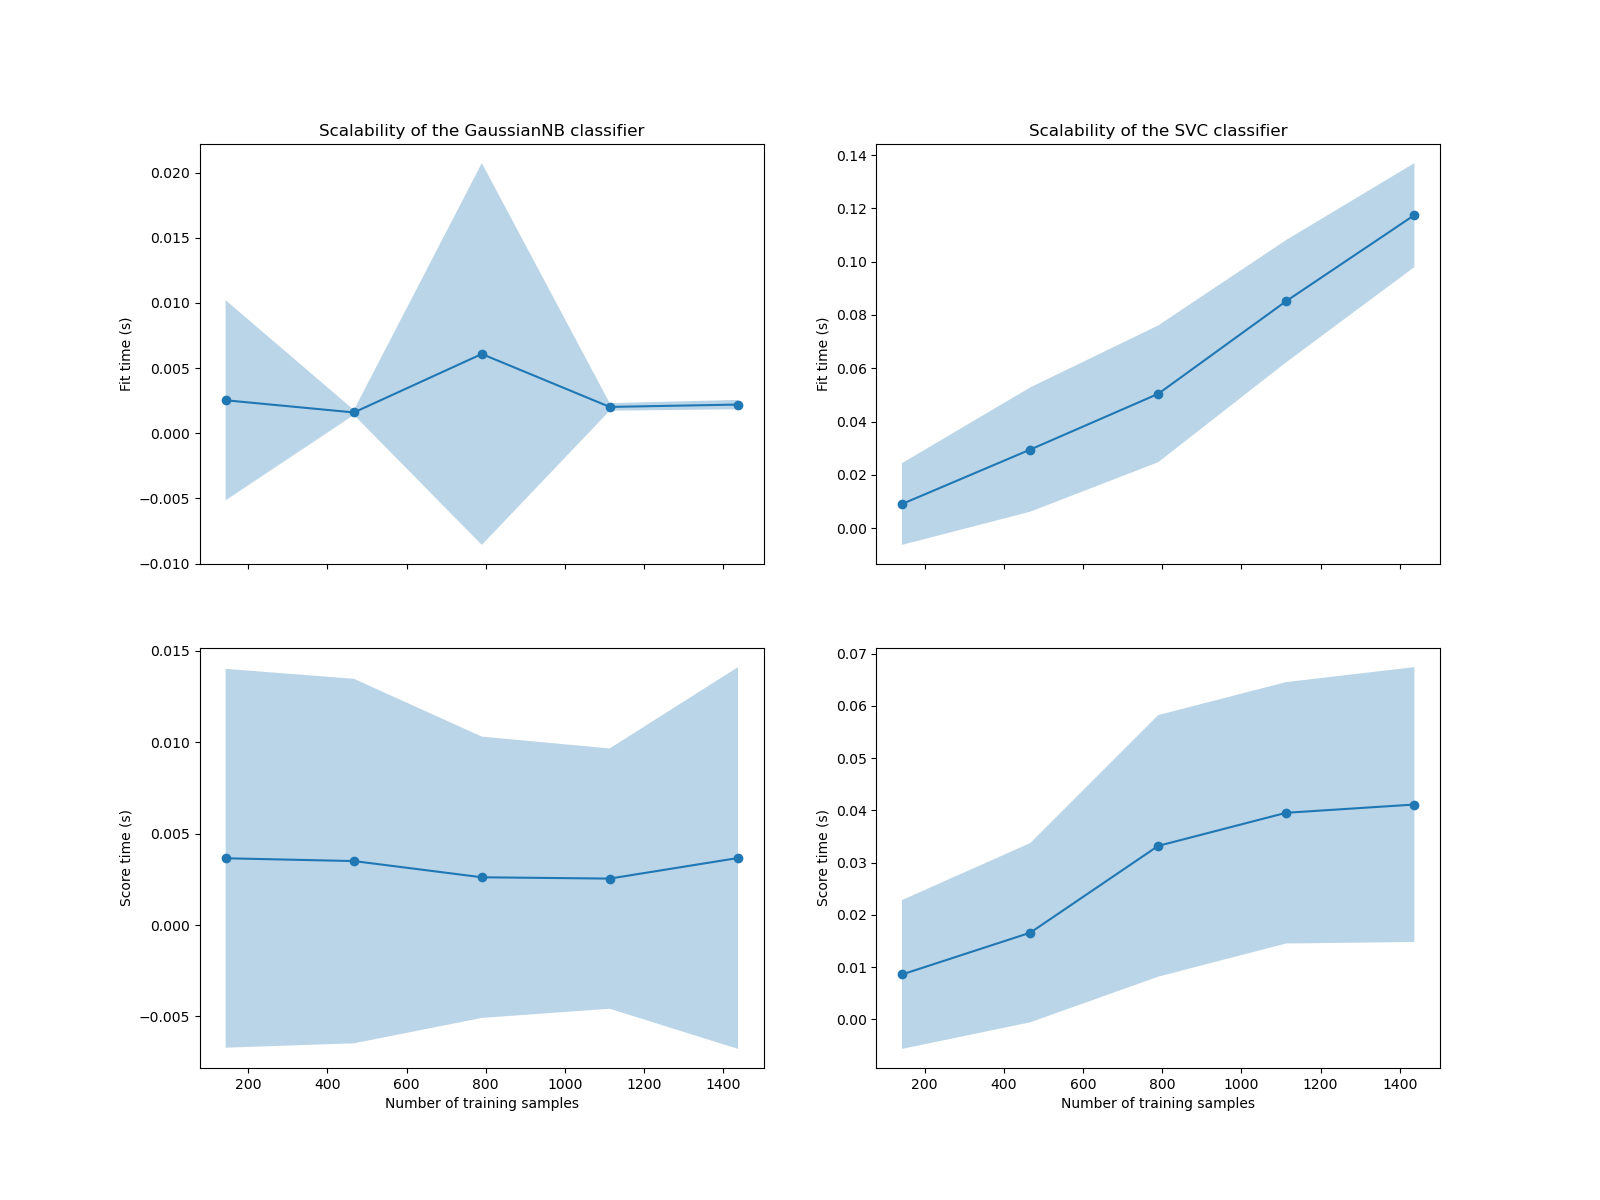 Scalability of the GaussianNB classifier
0.020
0.015
0.010
0.005
0.000
−0.005
−0.010
Fit time (s)
Scalability of the SVC classifier
0.14
0.12
0.10
0.08
0.06
0.04
0.02
0.00
Fit time (s)
0.015
0.010
0.005
0.000
−0.005
Score time (s)
200 400 600 800 1000 1200 1400
Number of training samples
0.07
0.06
0.05
0.04
0.03
0.02
0.01
0.00
Score time (s)
200 400 600 800 1000 1200 1400
Number of training samples